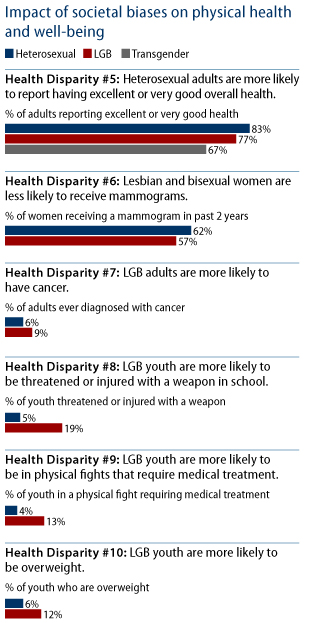 Impact of societal biases on physical health
and well-being
Heterosexual LGB Transgender
Health Disparity #5: Heterosexual adults are more likely
to report having excellent or very good overall health.
% of adults reporting excellent or very good health
83%
77%
67%
Health Disparity #6: Lesbian and bisexual women are
less likely to receive mammograms.
% of women receiving a mammogram in past 2 years
62%
57%
Health Disparity #7: LGB adults are more likely to
have cancer.
% of adults ever diagnosed with cancer
6%
9%
Health Disparity #8: LGB youth are more likely to
be threatened or injured with a weapon in school.
% of youth threatened or injured with a weapon
5%
19%
Health Disparity #9: LGB youth are more likely to
be in physical fights that require medical treatment.
% of youth in a physical fight requiring medical treatment
4%
13%
Health Disparity #10: LGB youth are more likely to
be overweight.
% of youth who are overweight
6%
12%